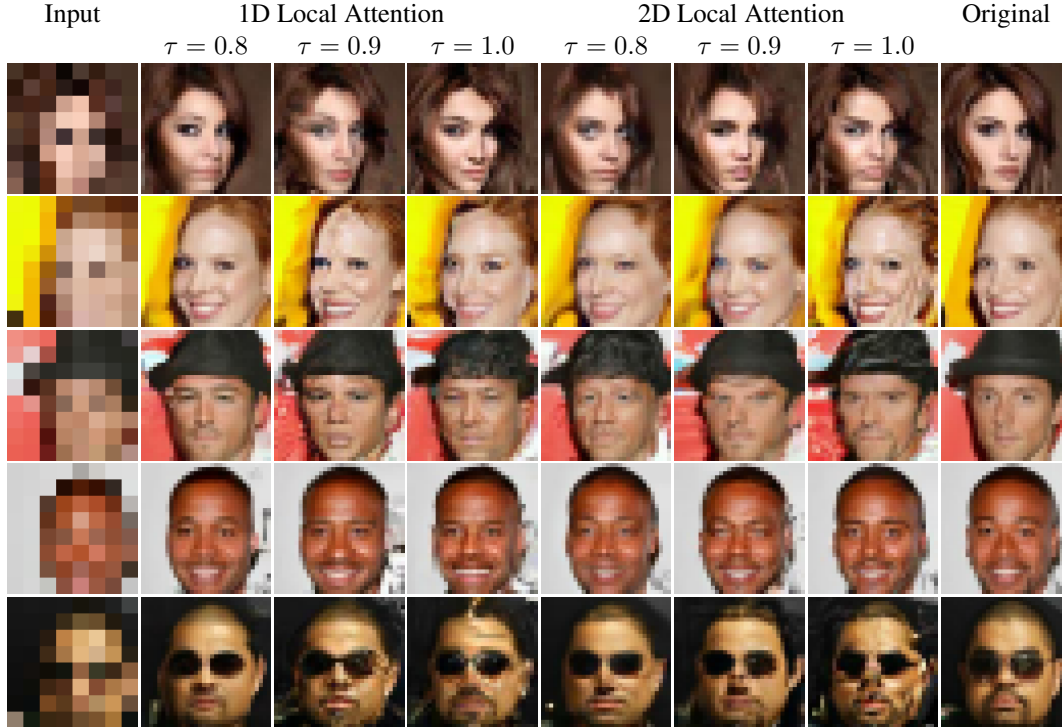 Input 1D Local Attention 2D Local Attention Original
τ = 0.8 τ = 0.9 τ = 1.0 τ = 0.8 τ = 0.9 τ = 1.0